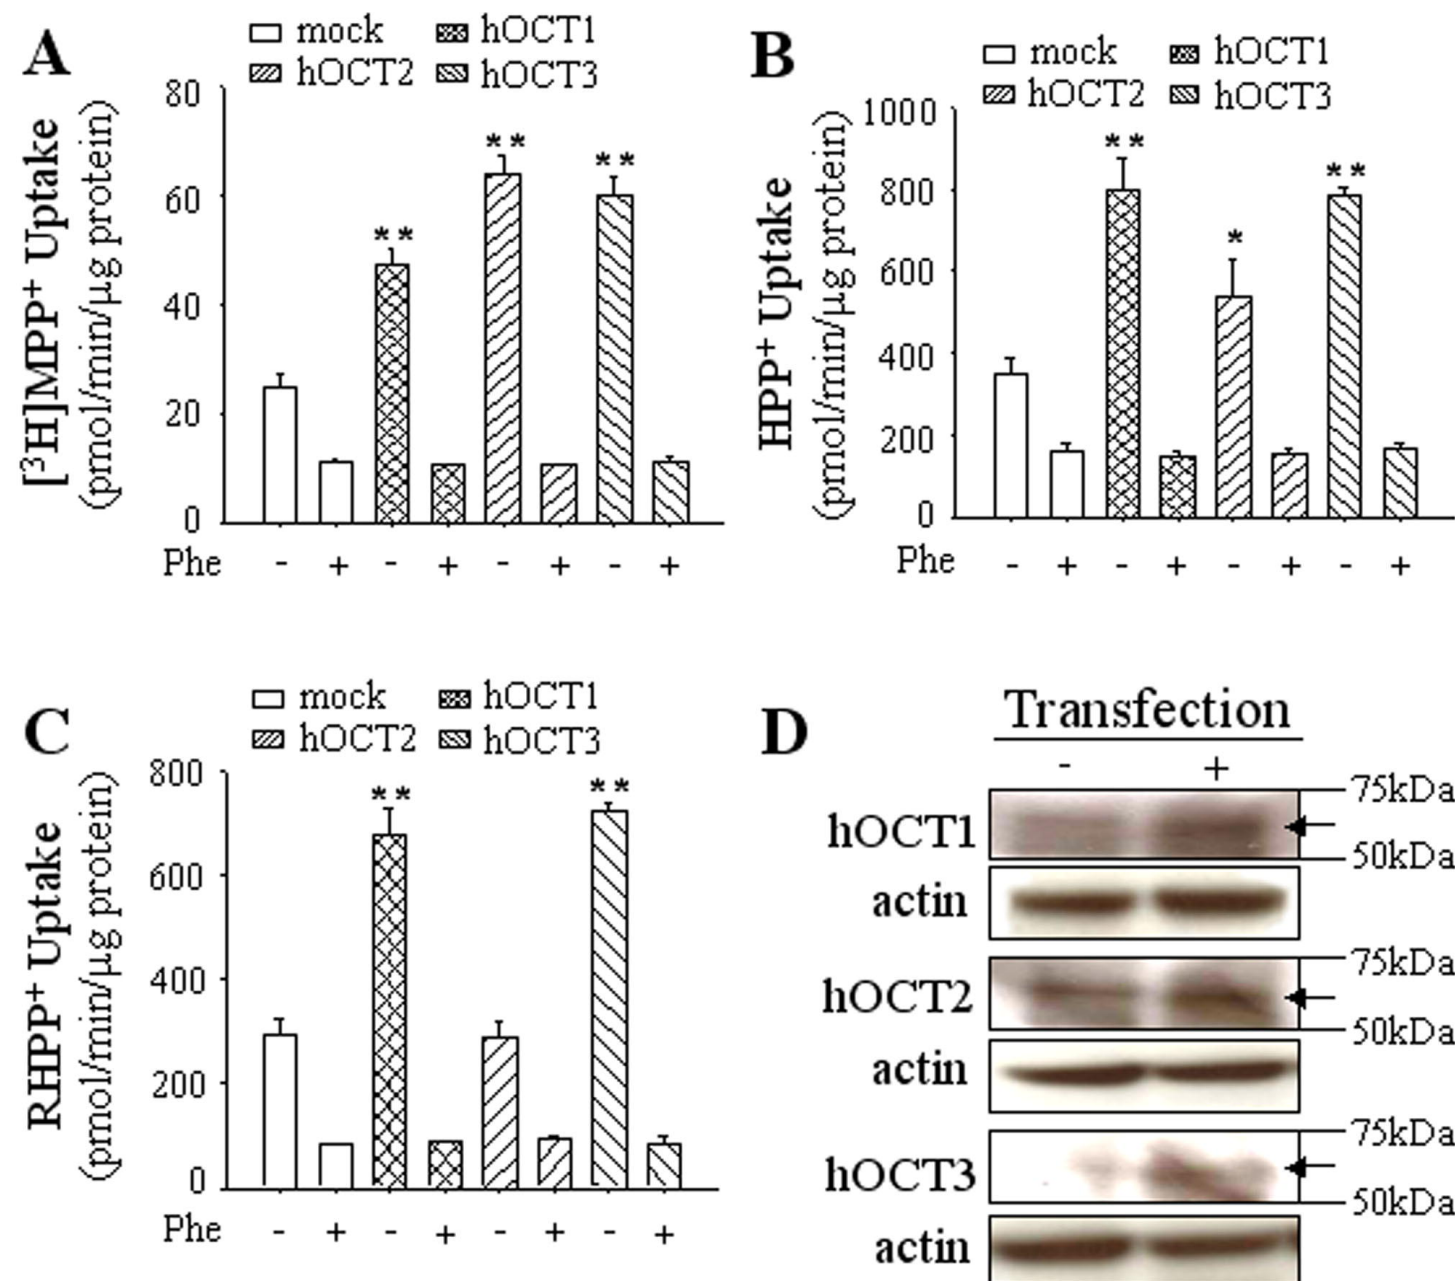 A
mock hOCT1
hOCT2 hOCT3
[³H]MPP⁺ Uptake
(pmol/min/µg protein)
80
60
40
20
0
** ** **
Phe - + - + - + - +
B
mock hOCT1
hOCT2 hOCT3
HPP⁺ Uptake
(pmol/min/µg protein)
1000
800
600
400
200
0
** * **
Phe - + - + - + - +
C
mock hOCT1
hOCT2 hOCT3
RHPP⁺ Uptake
(pmol/min/µg protein)
800
600
400
200
0
** **
Phe - + - + - + - +
D
Transfection
- +
75kDa
hOCT1
50kDa
actin
75kDa
hOCT2
50kDa
actin
75kDa
hOCT3
50kDa
actin